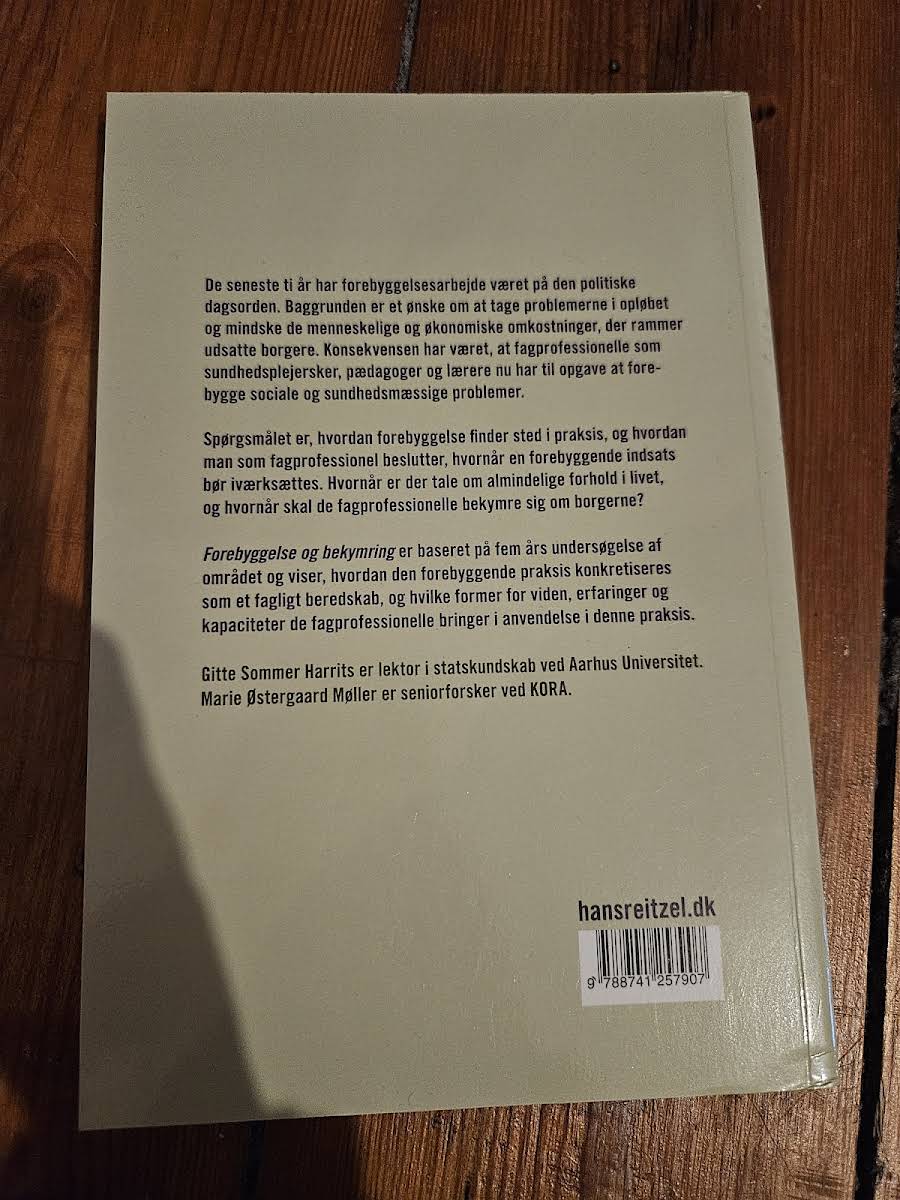 De seneste ti år har forebyggelsesarbejde været på den politiske
dagsorden. Baggrunden er et ønske om at tage problemerne i opløbet
og mindske de menneskelige og økonomiske omkostninger, der rammer
udsatte borgere. Konsekvensen har været, at fagprofessionelle som
sundhedsplejersker, pædagoger og lærere nu har til opgave at fore-
bygge sociale og sundhedsmæssige problemer.
Spørgsmålet er, hvordan forebyggelse finder sted i praksis, og hvordan
man som fagprofessionel beslutter, hvornår en forebyggende indsats
bør iværksættes. Hvornår er der tale om almindelige forhold i livet,
og hvornår skal de fagprofessionelle bekymre sig om borgerne?
Forebyggelse og bekymring er baseret på fem års undersøgelse af
området og viser, hvordan den forebyggende praksis konkretiseres
som et fagligt beredskab, og hvilke former for viden, erfaringer og
kapaciteter de fagprofessionelle bringer i anvendelse i denne praksis.
Gitte Sommer Harrits er lektor i statskundskab ved Aarhus Universitet.
Marie Østergaard Møller er seniorforsker ved KORA.
hansreitzel.dk
9 788741 257907